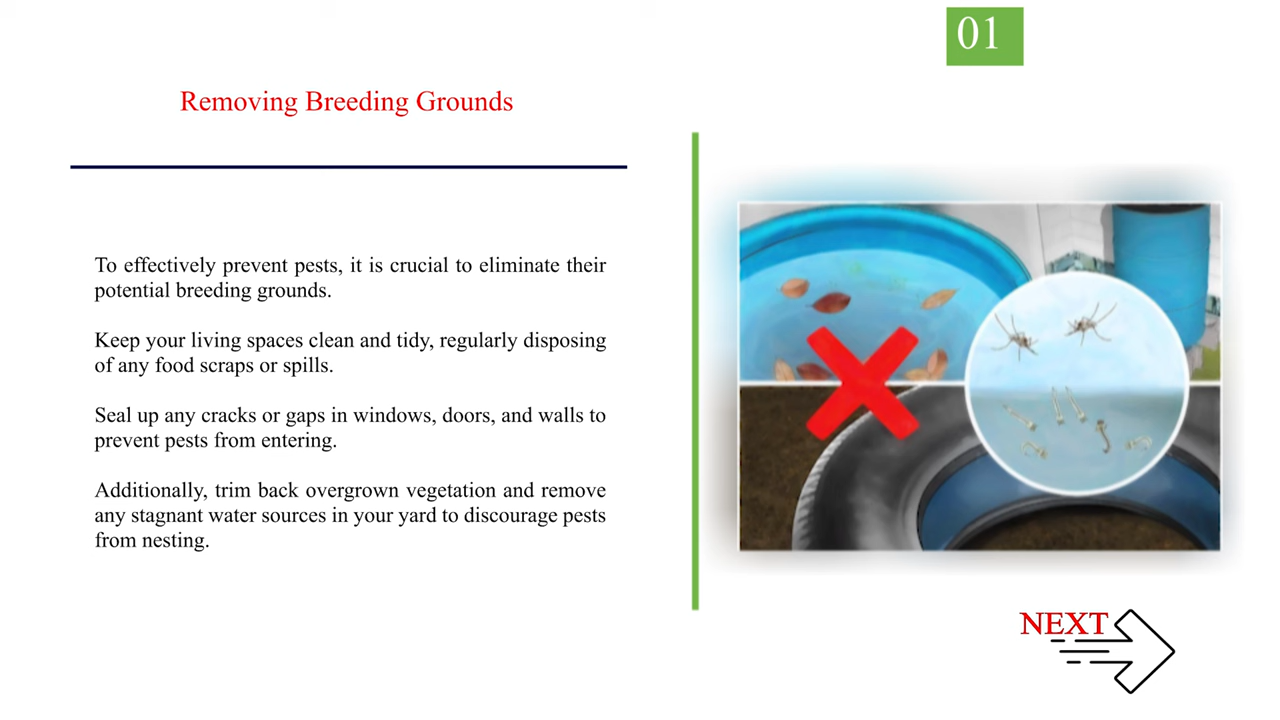 01
Removing Breeding Grounds
To effectively prevent pests, it is crucial to eliminate their
potential breeding grounds.
Keep your living spaces clean and tidy, regularly disposing
of any food scraps or spills.
Seal up any cracks or gaps in windows, doors, and walls to
prevent pests from entering.
Additionally, trim back overgrown vegetation and remove
any stagnant water sources in your yard to discourage pests
from nesting.
NEXT